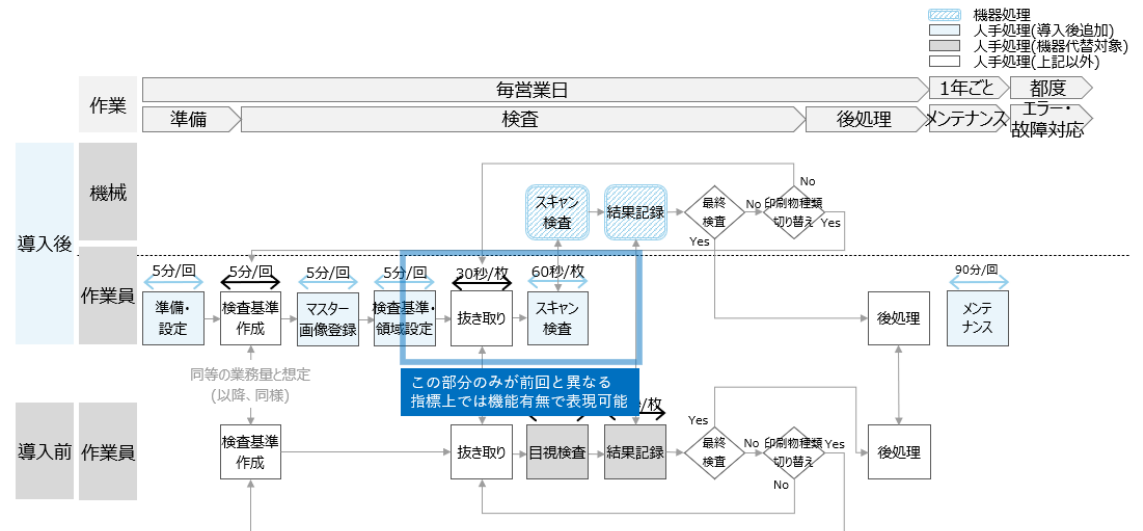 機器処理
人手処理(導入後追加)
人手処理(機器代替対象)
人手処理(上記以外)
作業
毎営業日
1年ごと
都度
準備
検査
後処理
メンテナンス
エラー・
故障対応
導入後
機械
スキャン
検査
結果記録
最終
検査
No
Yes
印刷物種類
切り替え
No
Yes
作業員
5分/回
5分/回
5分/回
5分/回
30秒/枚
60秒/枚
90分/回
準備・
設定
検査基準
作成
マスター
画像登録
検査基準・
領域設定
抜き取り
スキャン
検査
後処理
メンテ
ナンス
同等の業務量と想定
(以降、同様)
この部分のみが前回と異なる
指標上では機能有無で表現可能
/枚
導入前
作業員
検査基準
作成
抜き取り
目視検査
結果記録
最終
検査
Yes
No
印刷物種類
切り替え
Yes
No
後処理